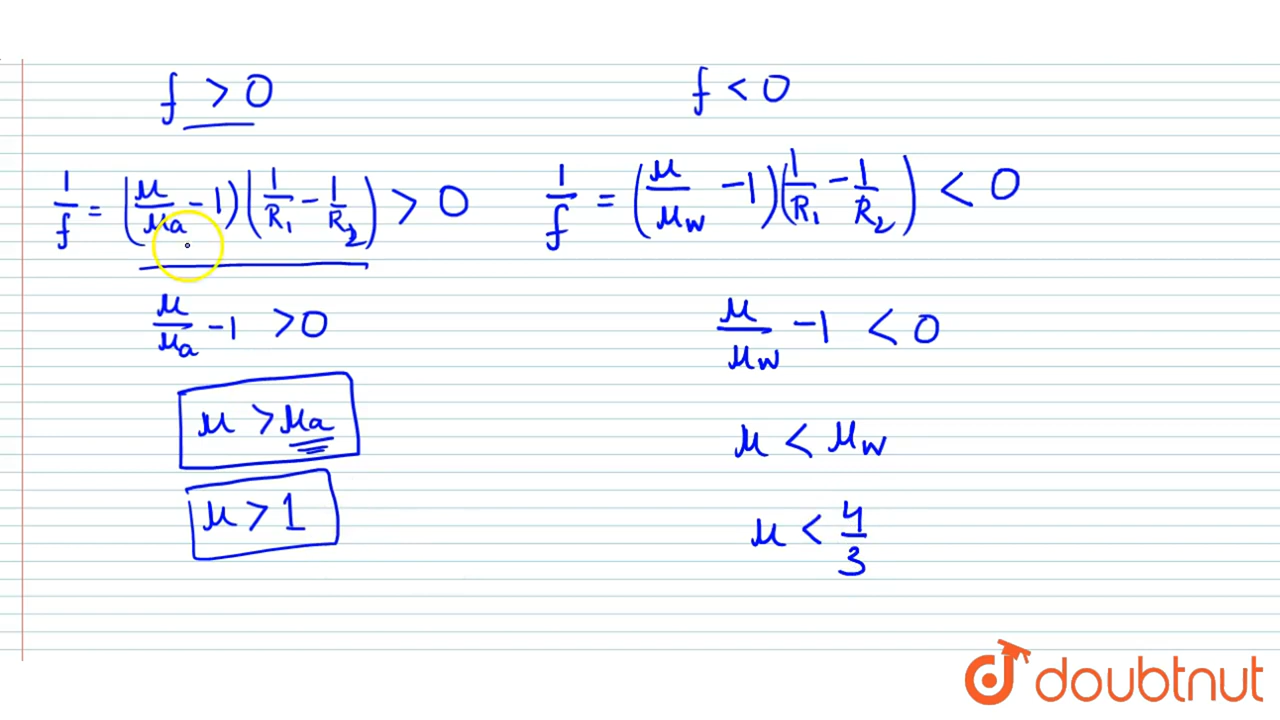 f > 0
1/f = (μ/μa - 1)(1/R1 - 1/R2) > 0
μ/μa - 1 > 0
μ > μa
μ > 1
f < 0
1/f = (μ/μw - 1)(1/R1 - 1/R2) < 0
μ/μw - 1 < 0
μ < μw
μ < 4/3
doubtnut